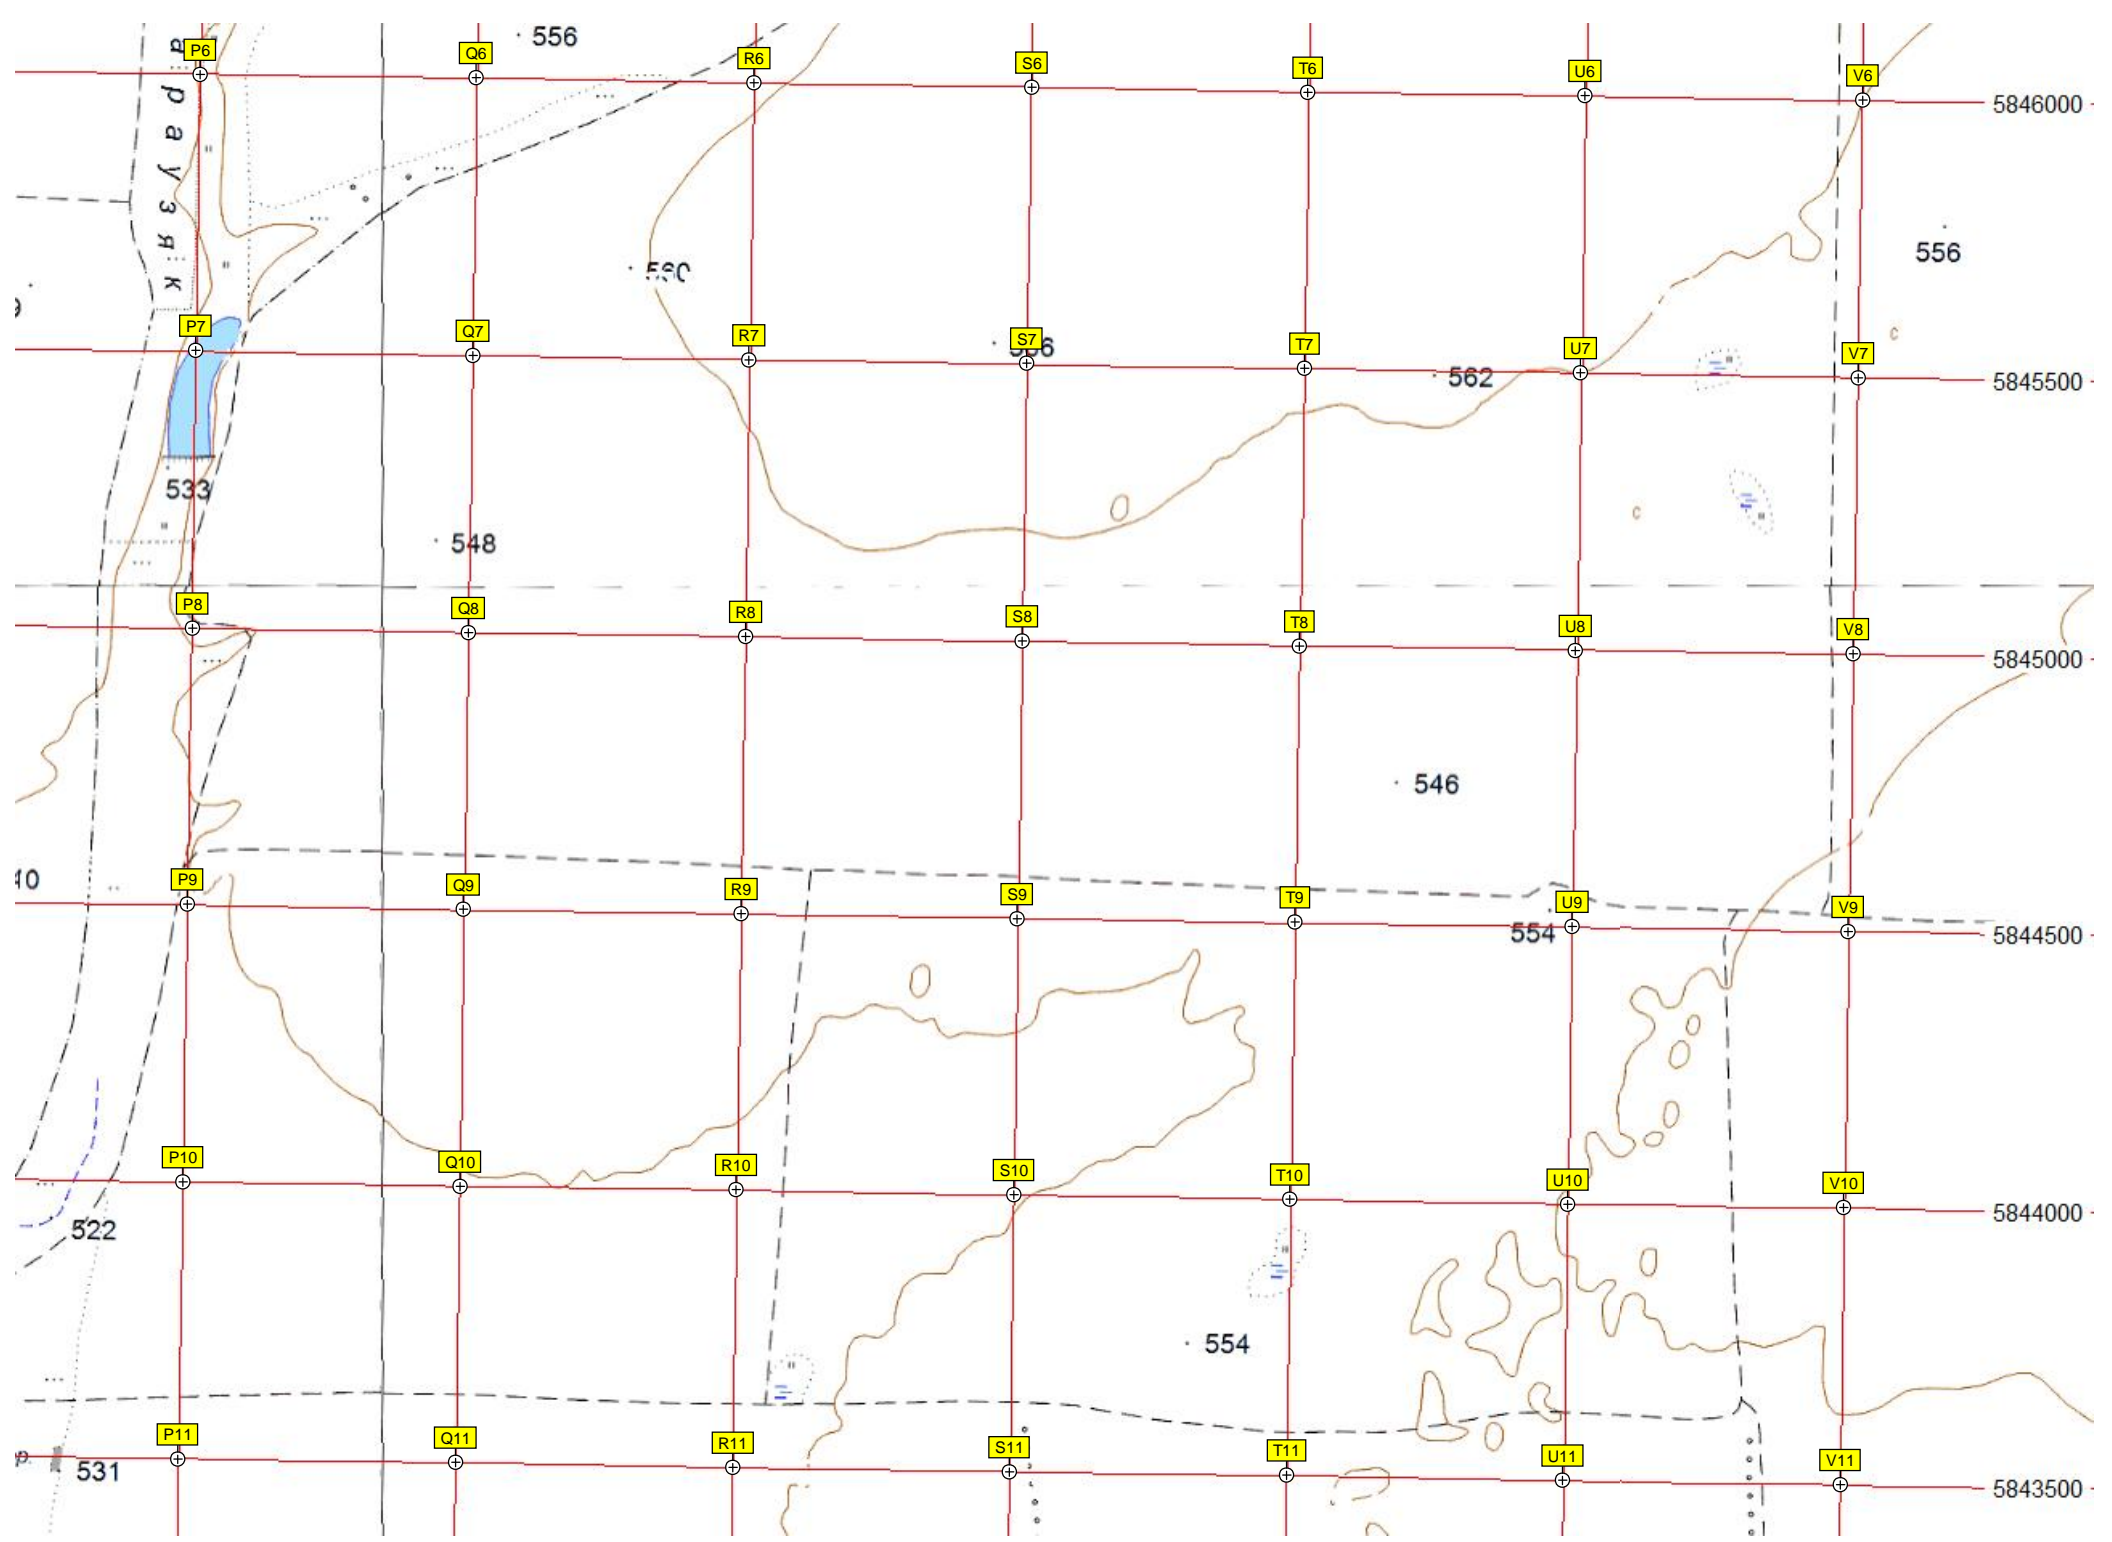 556
P6
Q6
R6
S6
T6
U6
V6
5846000
а р а у з я к
556
560
P7
Q7
R7
S7
T7
U7
V7
562
5845500
533
548
P8
Q8
R8
S8
T8
U8
V8
5845000
546
P9
Q9
R9
S9
T9
U9
V9
554
5844500
P10
Q10
R10
S10
T10
U10
V10
5844000
522
554
P11
Q11
R11
S11
T11
U11
V11
531
5843500